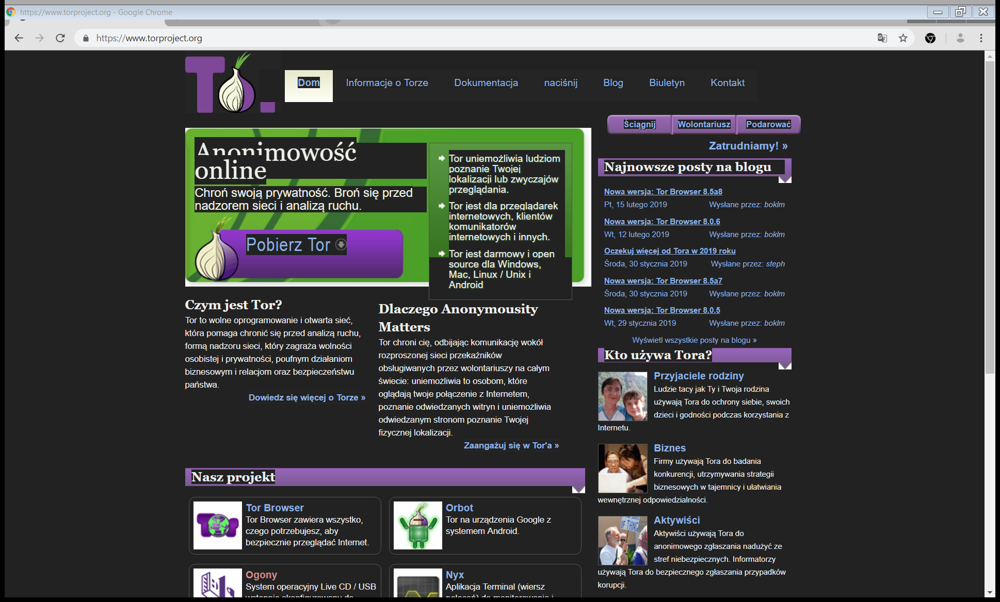 https://www.torproject.org - Google Chrome
https://www.torproject.org
Tor.
Dom
Informacje o Torze
Dokumentacja
naciśnij
Blog
Biuletyn
Kontakt
Ściągnij
Wolontariusz
Podarować
Zatrudniamy! »
Anonimowość
online
Chroń swoją prywatność. Broń się przed
nadzorem sieci i analizą ruchu.
Pobierz Tor
Tor uniemożliwia ludziom
poznanie Twojej
lokalizacji lub zwyczajów
przeglądania.
Tor jest dla przeglądarek
internetowych, klientów
komunikatorów
internetowych i innych.
Tor jest darmowy i open
source dla Windows,
Mac, Linux / Unix i
Android
Czym jest Tor?
Tor to wolne oprogramowanie i otwarta sieć,
która pomaga chronić się przed analizą ruchu,
formą nadzoru sieci, który zagraża wolności
osobistej i prywatności, poufnym działaniom
biznesowym i relacjom oraz bezpieczeństwu
państwa.
Dowiedz się więcej o Torze »
Dlaczego Anonymousity
Matters
Tor chroni cię, odbijając komunikację wokół
rozproszonej sieci przekaźników
obsługiwanych przez wolontariuszy na całym
świecie: uniemożliwia to osobom, które
oglądają twoje połączenie z Internetem,
poznanie odwiedzanych witryn i uniemożliwia
odwiedzanym stronom poznanie Twojej
fizycznej lokalizacji.
Zaangażuj się w Tor'a »
Nasz projekt
Tor Browser
Tor Browser zawiera wszystko,
czego potrzebujesz, aby
bezpiecznie przeglądać Internet.
Orbot
Tor na urządzenia Google z
systemem Android.
Ogony
System operacyjny Live CD / USB
wstępnie skonfigurowany do
Nyx
Aplikacja Terminal (wiersz
poleceń) do monitorowania i
Najnowsze posty na blogu
Nowa wersja: Tor Browser 8.5a8
Pt, 15 lutego 2019 Wysłane przez: boklm
Nowa wersja: Tor Browser 8.0.6
Wt, 12 lutego 2019 Wysłane przez: boklm
Oczekuj więcej od Tora w 2019 roku
Środa, 30 stycznia 2019 Wysłane przez: steph
Nowa wersja: Tor Browser 8.5a7
Środa, 30 stycznia 2019 Wysłane przez: boklm
Nowa wersja: Tor Browser 8.0.5
Wt, 29 stycznia 2019 Wysłane przez: boklm
Wyświetl wszystkie posty na blogu »
Kto używa Tora?
Przyjaciele rodziny
Ludzie tacy jak Ty i Twoja rodzina
używają Tora do ochrony siebie, swoich
dzieci i godności podczas korzystania z
Internetu.
Biznes
Firmy używają Tora do badania
konkurencji, utrzymywania strategii
biznesowych w tajemnicy i ułatwiania
wewnętrznej odpowiedzialności.
Aktywiści
Aktywiści używają Tora do
anonimowego zgłaszania nadużyć ze
stref niebezpiecznych. Informatorzy
używają Tora do bezpiecznego zgłaszania przypadków
korupcji.